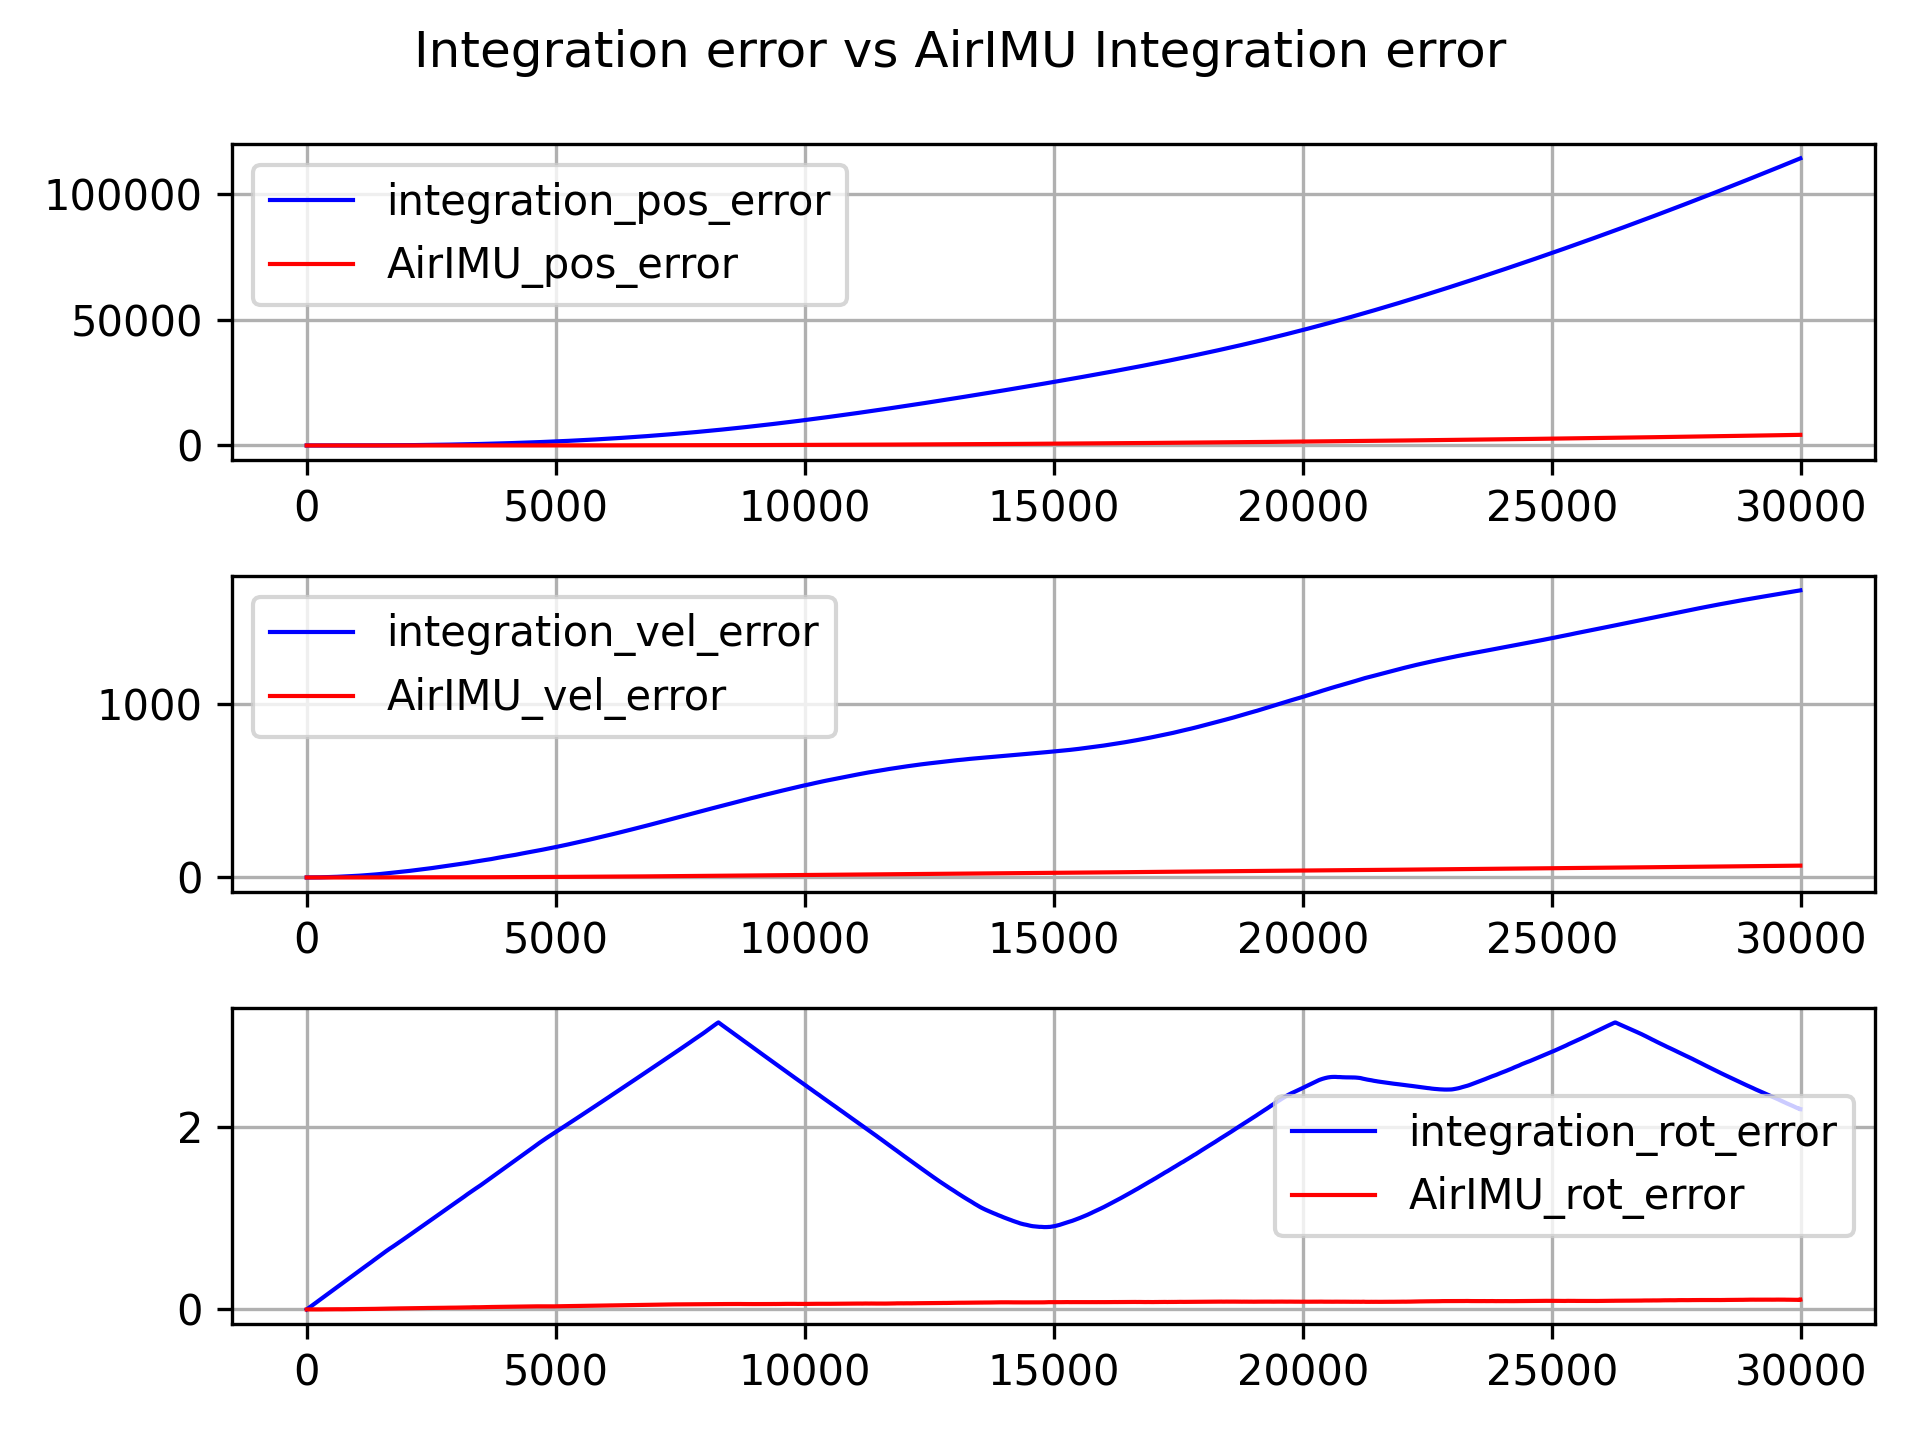 Integration error vs AirIMU Integration error
100000
50000
0
integration_pos_error
AirIMU_pos_error
0 5000 10000 15000 20000 25000 30000
1000
0
integration_vel_error
AirIMU_vel_error
0 5000 10000 15000 20000 25000 30000
2
0
integration_rot_error
AirIMU_rot_error
0 5000 10000 15000 20000 25000 30000